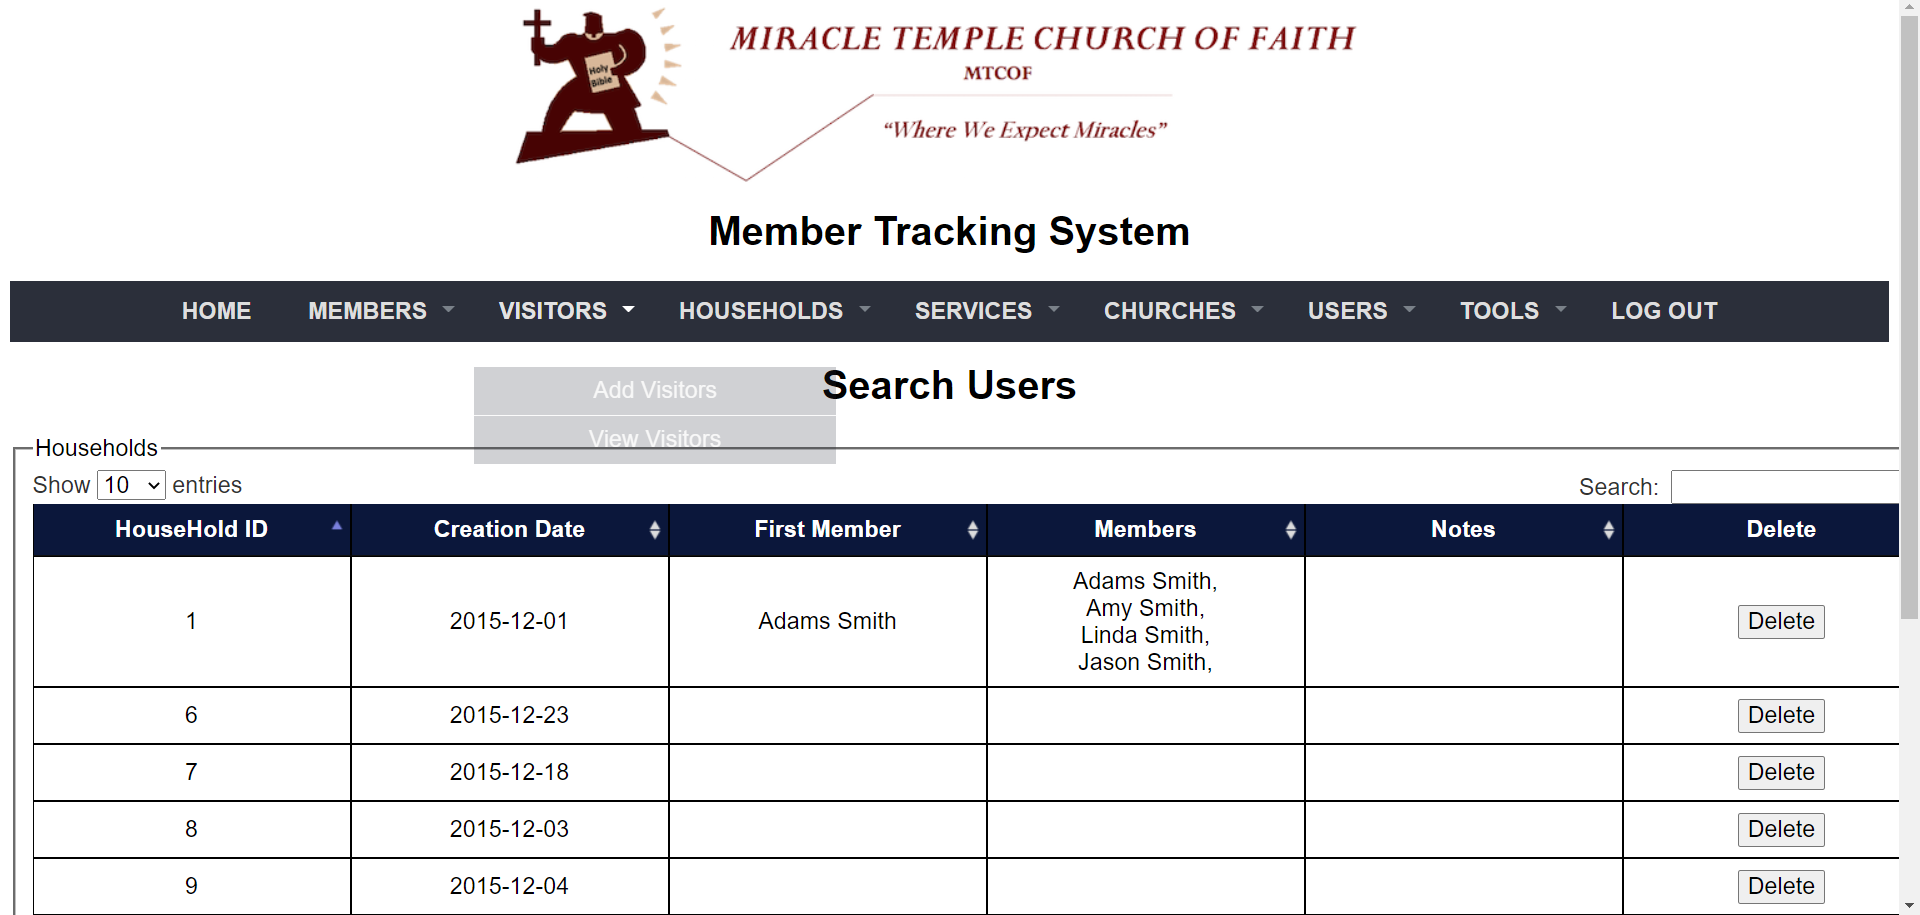 Holy
Bible
MIRACLE TEMPLE CHURCH OF FAITH
MTCOF
“Where We Expect Miracles”
Member Tracking System
HOME MEMBERS VISITORS HOUSEHOLDS SERVICES CHURCHES USERS TOOLS LOG OUT
Add Visitors
Search Users
View Visitors
Households
Show 10 entries
Search:
HouseHold ID Creation Date First Member Members Notes Delete
1 2015-12-01 Adams Smith Adams Smith,
Amy Smith,
Linda Smith,
Jason Smith,
Delete
6 2015-12-23 Delete
7 2015-12-18 Delete
8 2015-12-03 Delete
9 2015-12-04 Delete